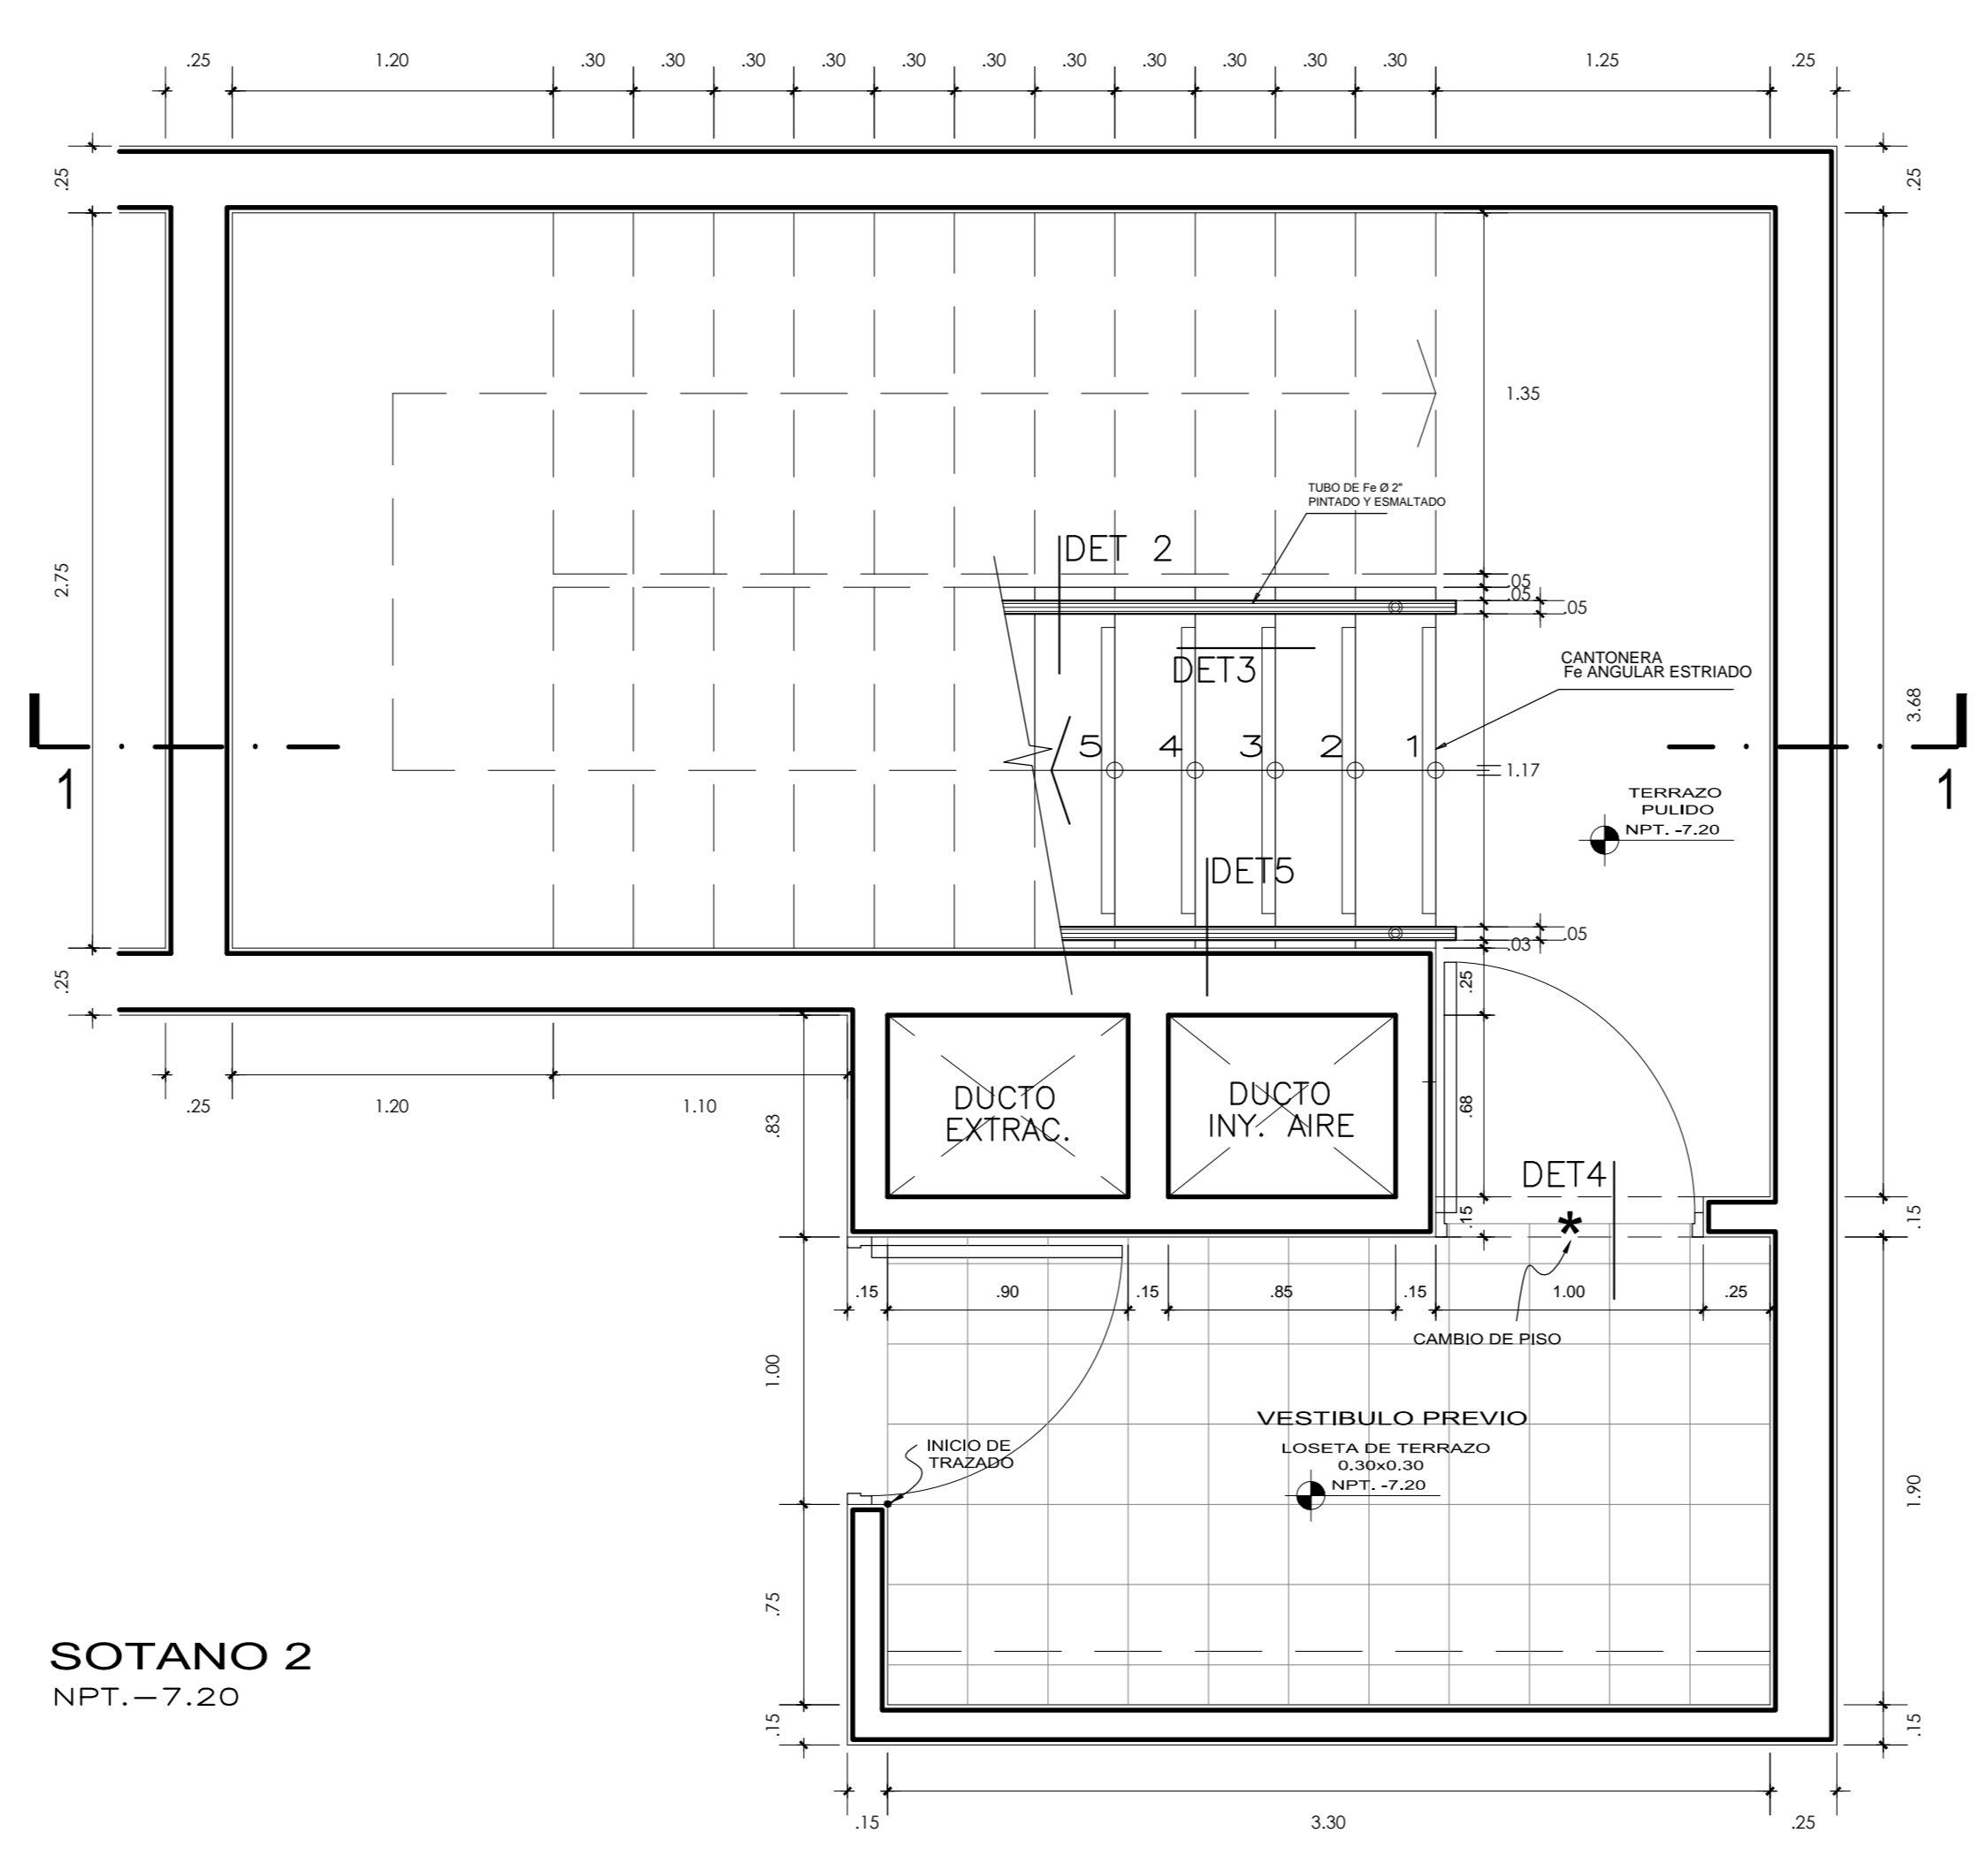 .25 1.20 .30 .30 .30 .30 .30 .30 .30 .30 .30 .30 .30 1.25 .25
.25
.25
1.35
TUBO DE Fe Ø 2"
PINTADO Y ESMALTADO
DET 2
2.75
.05
.05
.05
CANTONERA
Fe ANGULAR ESTRIADO
DET3
3.68
5 4 3 2 1
1.17
1
1
TERRAZO
PULIDO
NPT. -7.20
DET5
.05
.03
.25
.25
.25 1.20 1.10
.83
DUCTO
EXTRAC.
DUCTO
INY. AIRE
.68
DET4
*
.15
.15
.15 .90 .15 .85 .15 1.00 .25
CAMBIO DE PISO
1.00
VESTIBULO PREVIO
LOSETA DE TERRAZO
0.30x0.30
NPT. -7.20
INICIO DE
TRAZADO
1.90
.75
SOTANO 2
NPT.-7.20
.15
.15
.15 3.30 .25